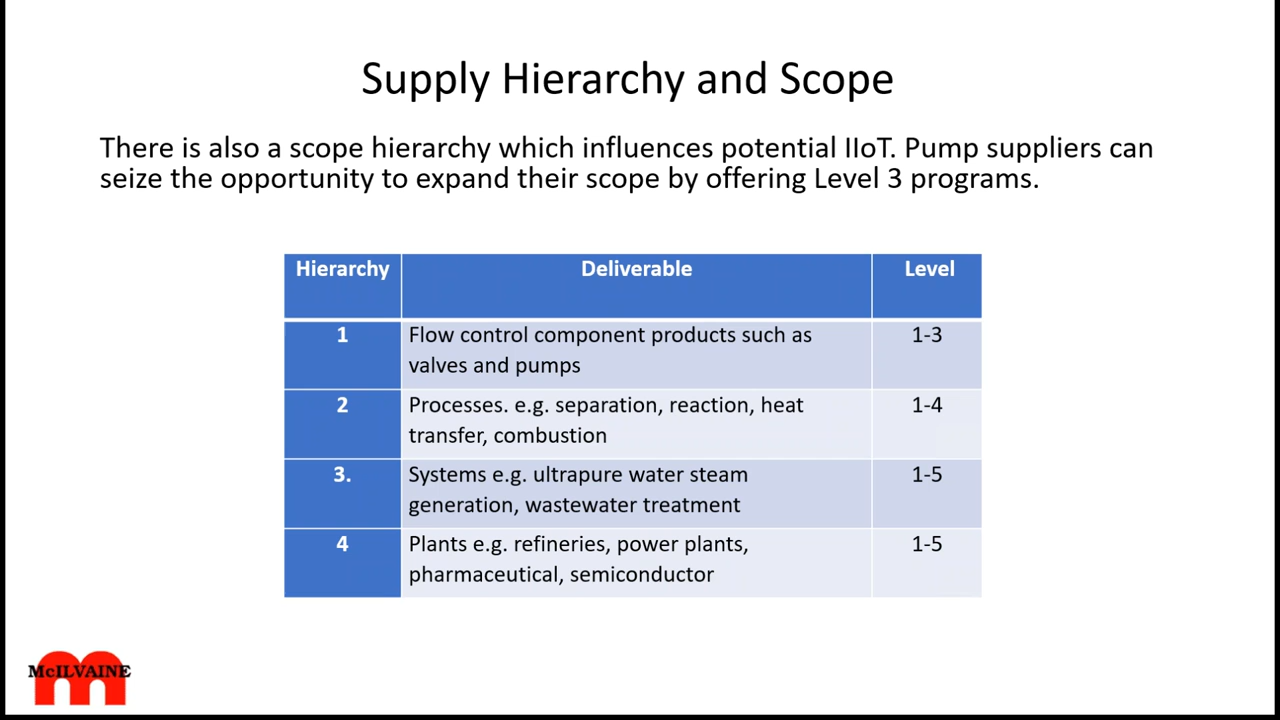 Supply Hierarchy and Scope
There is also a scope hierarchy which influences potential IIoT. Pump suppliers can
seize the opportunity to expand their scope by offering Level 3 programs.
Hierarchy Deliverable Level
1 Flow control component products such as 1-3
valves and pumps
2 Processes. e.g. separation, reaction, heat 1-4
transfer, combustion
3. Systems e.g. ultrapure water steam 1-5
generation, wastewater treatment
4 Plants e.g. refineries, power plants, 1-5
pharmaceutical, semiconductor
McILVAINE